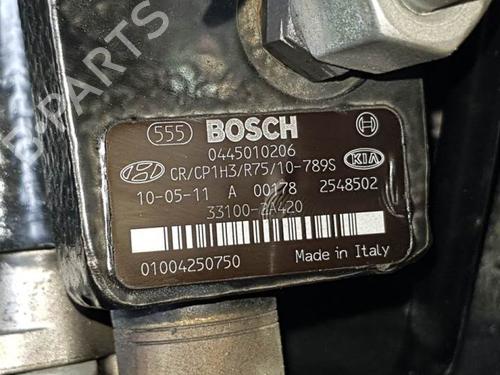 555 BOSCH
0445010206
CR/CP1H3/R75/10-789S KIA
10-05-11 A 00178 2548502
33100-2A420
01004250750 Made in Italy
B-PARTS